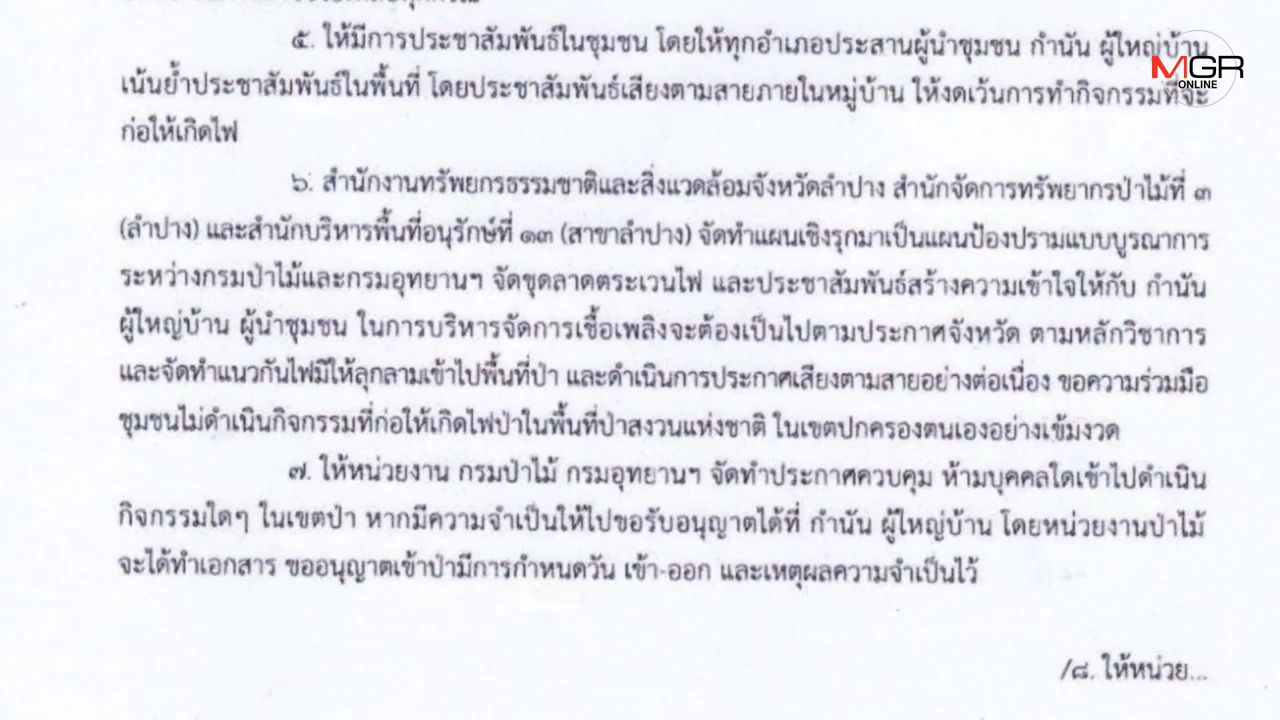 ๕. ให้มีการประชาสัมพันธ์ในชุมชน โดยให้ทุกอำเภอประสานผู้นำชุมชน กำนัน ผู้ใหญ่บ้าน
เน้นย้ำประชาสัมพันธ์ในพื้นที่ โดยประชาสัมพันธ์เสียงตามสายภายในหมู่บ้าน ให้งดเว้นการทำกิจกรรมที่จะ
ก่อให้เกิดไฟ
MGR
ONLINE
๖. สำนักงานทรัพยกรธรรมชาติและสิ่งแวดล้อมจังหวัดลำปาง สำนักจัดการทรัพยากรป่าไม้ที่ ๓
(ลำปาง) และสำนักบริหารพื้นที่อนุรักษ์ที่ ๑๓ (สาขาลำปาง) จัดทำแผนเชิงรุกมาเป็นแผนป้องปรามแบบบูรณาการ
ระหว่างกรมป่าไม้และกรมอุทยานฯ จัดชุดลาดตระเวนไฟ และประชาสัมพันธ์สร้างความเข้าใจให้กับ กำนัน
ผู้ใหญ่บ้าน ผู้นำชุมชน ในการบริหารจัดการเชื้อเพลิงจะต้องเป็นไปตามประกาศจังหวัด ตามหลักวิชาการ
และจัดทำแนวกันไฟมิให้ลุกลามเข้าไปพื้นที่ป่า และดำเนินการประกาศเสียงตามสายอย่างต่อเนื่อง ขอความร่วมมือ
ชุมชนไม่ดำเนินกิจกรรมที่ก่อให้เกิดไฟป่าในพื้นที่ป่าสงวนแห่งชาติ ในเขตปกครองตนเองอย่างเข้มงวด
๗. ให้หน่วยงาน กรมป่าไม้ กรมอุทยานฯ จัดทำประกาศควบคุม ห้ามบุคคลใดเข้าไปดำเนิน
กิจกรรมใดๆ ในเขตป่า หากมีความจำเป็นให้ไปขอรับอนุญาตได้ที่ กำนัน ผู้ใหญ่บ้าน โดยหน่วยงานป่าไม้
จะได้ทำเอกสาร ขออนุญาตเข้าป่ามีการกำหนดวัน เข้า-ออก และเหตุผลความจำเป็นไว้
/๘. ให้หน่วย...